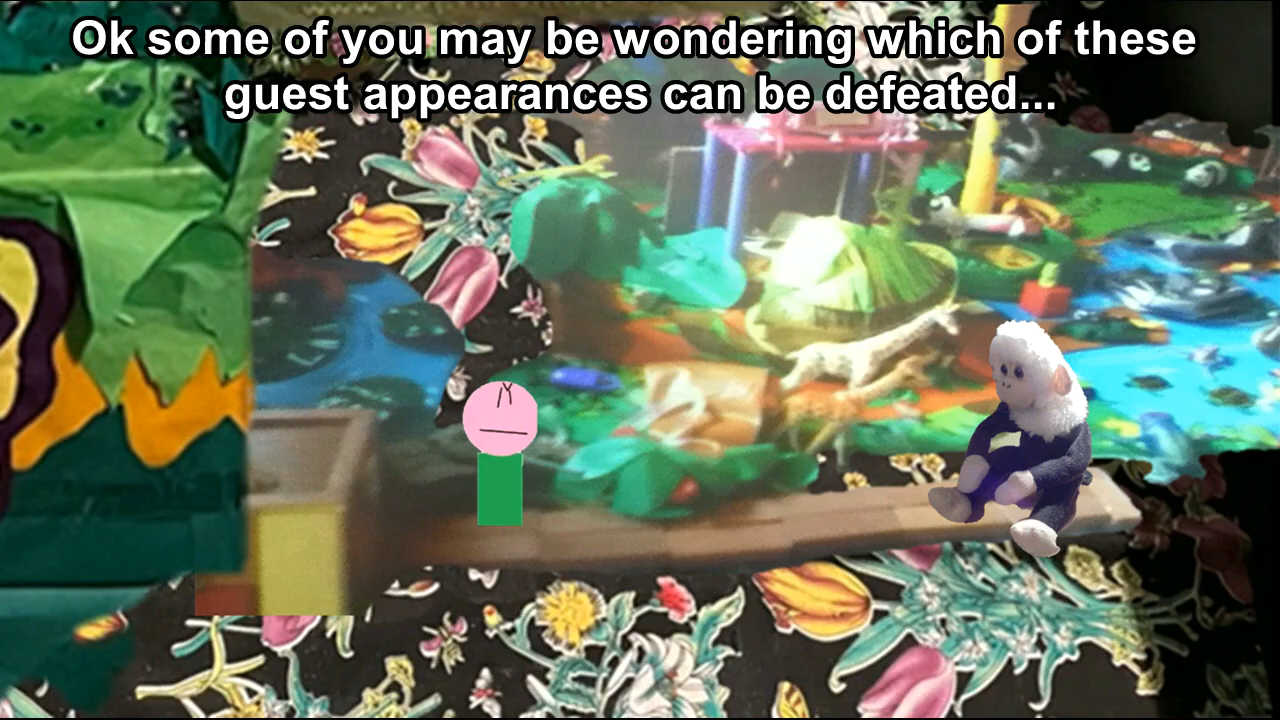 Ok some of you may be wondering which of these
guest appearances can be defeated...